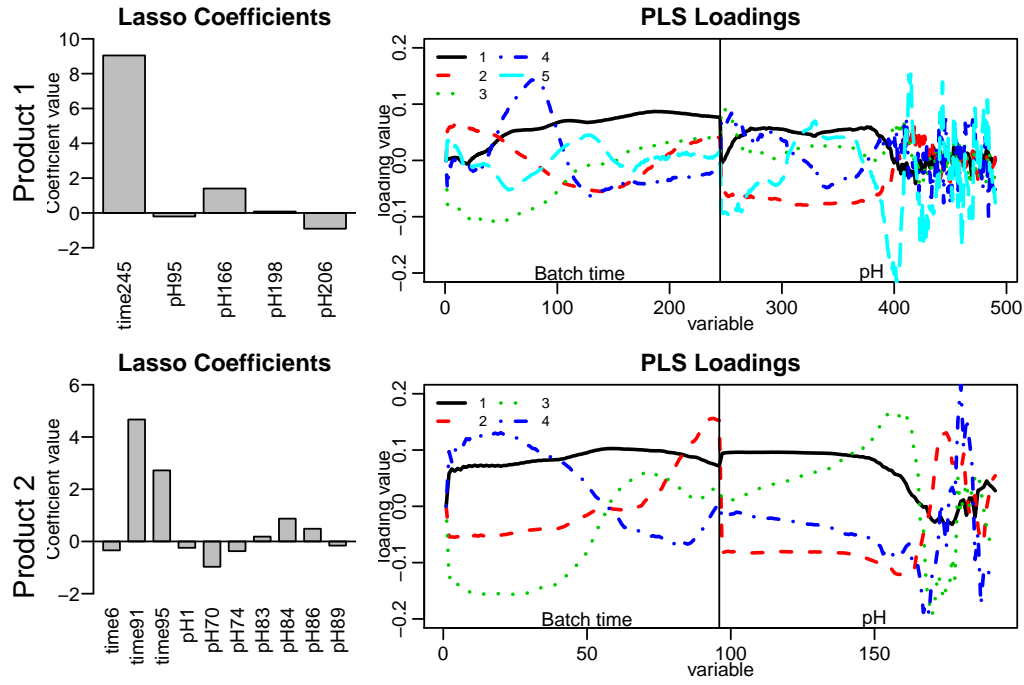 Lasso Coefficients
PLS Loadings
Product 1
Coefficient value
10
8
6
4
2
0
−2
time245
pH95
pH166
pH198
pH206
loading value
0.2
0.1
0.0
−0.1
−0.2
1
2
3
4
5
Batch time
pH
0
100
200
300
400
500
variable
Lasso Coefficients
PLS Loadings
Product 2
Coefficient value
6
4
2
0
−2
time6
time91
time95
pH1
pH70
pH74
pH83
pH84
pH86
pH89
loading value
0.2
0.1
0.0
−0.1
−0.2
1
2
3
4
Batch time
pH
0
50
100
150
variable